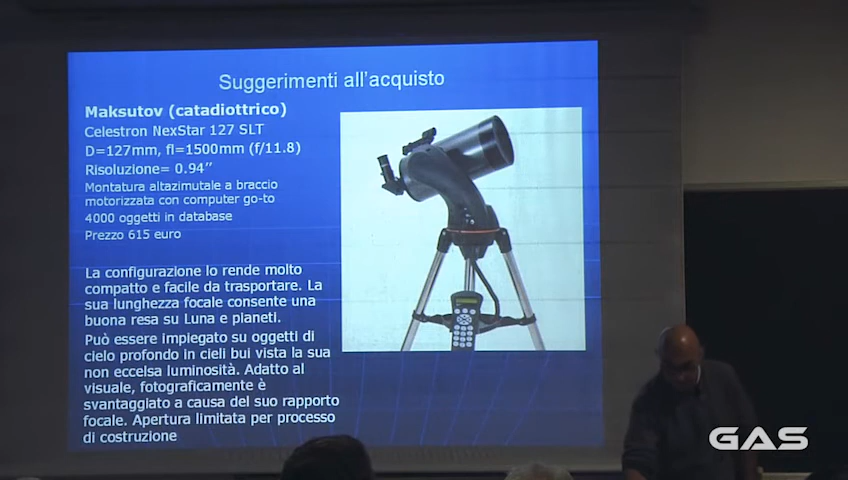 Suggerimenti all'acquisto
Maksutov (catadiottrico)
Celestron NexStar 127 SLT
D=127mm, fl=1500mm (f/11.8)
Risoluzione= 0.94’’
Montatura altazimutale a braccio
motorizzata con computer go-to
4000 oggetti in database
Prezzo 615 euro
La configurazione lo rende molto
compatto e facile da trasportare. La
sua lunghezza focale consente una
buona resa su Luna e pianeti.
Può essere impiegato su oggetti di
cielo profondo in cieli bui vista la sua
non eccelsa luminosità. Adatto al
visuale, fotograficamente è
svantaggiato a causa del suo rapporto
focale. Apertura limitata per processo
di costruzione
GAS